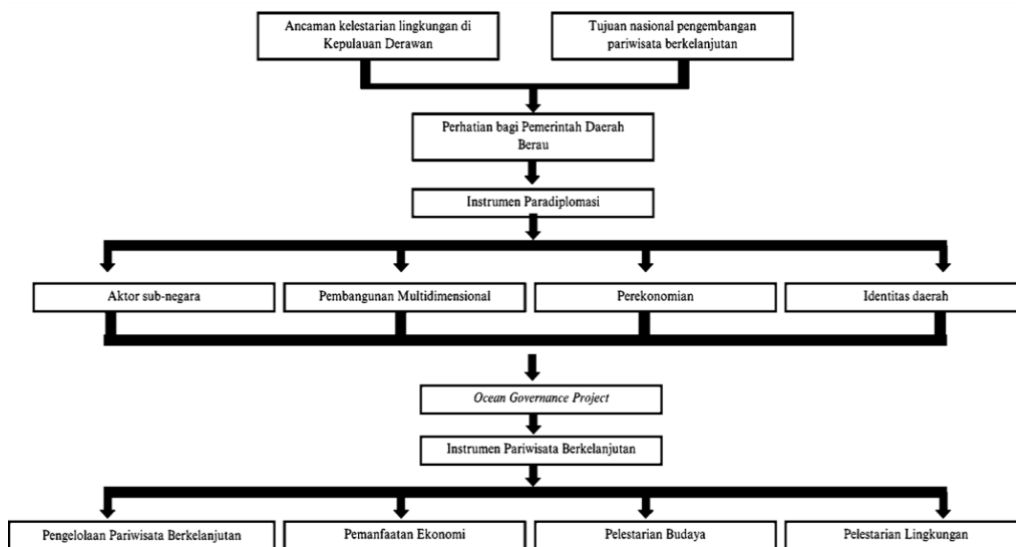 Ancaman kelestarian lingkungan di
Kepulauan Derawan
Tujuan nasional pengembangan
pariwisata berkelanjutan
Perhatian bagi Pemerintah Daerah
Berau
Instrumen Paradiplomasi
Aktor sub-negara
Pembangunan Multidimensional
Perekonomian
Identitas daerah
Ocean Governance Project
Instrumen Pariwisata Berkelanjutan
Pengelolaan Pariwisata Berkelanjutan
Pemanfaatan Ekonomi
Pelestarian Budaya
Pelestarian Lingkungan